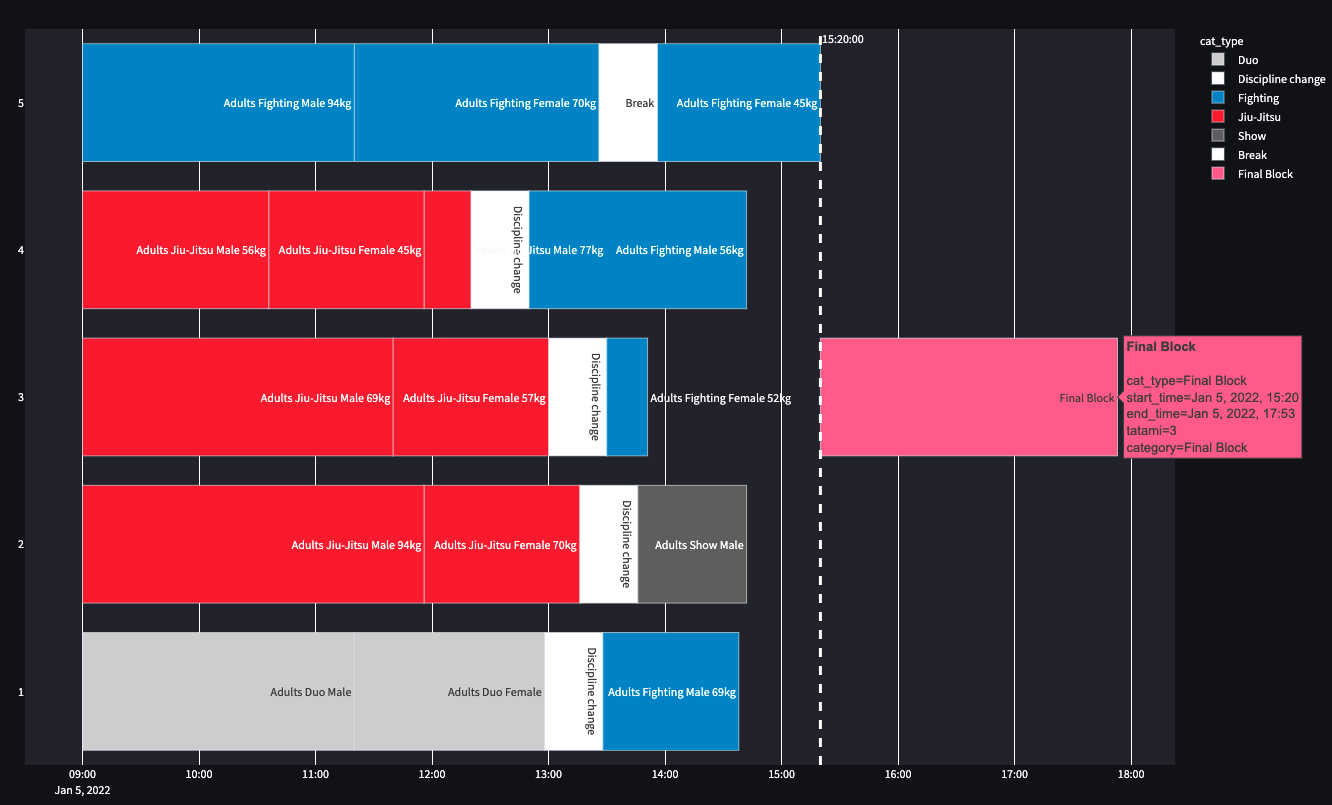 15:20:00
cat_type
Duo
Discipline change
Fighting
Jiu-Jitsu
Show
Break
Final Block
5
Adults Fighting Male 94kg
Adults Fighting Female 70kg
Break
Adults Fighting Female 45kg
4
Adults Jiu-Jitsu Male 56kg
Adults Jiu-Jitsu Female 45kg
Discipline change
Jitsu Male 77kg
Adults Fighting Male 56kg
3
Adults Jiu-Jitsu Male 69kg
Adults Jiu-Jitsu Female 57kg
Discipline change
Adults Fighting Female 52kg
Final Block
Final Block
cat_type=Final Block
start_time=Jan 5, 2022, 15:20
end_time=Jan 5, 2022, 17:53
tatami=3
category=Final Block
2
Adults Jiu-Jitsu Male 94kg
Adults Jiu-Jitsu Female 70kg
Discipline change
Adults Show Male
1
Adults Duo Male
Adults Duo Female
Discipline change
Adults Fighting Male 69kg
09:00
10:00
11:00
12:00
13:00
14:00
15:00
16:00
17:00
18:00
Jan 5, 2022